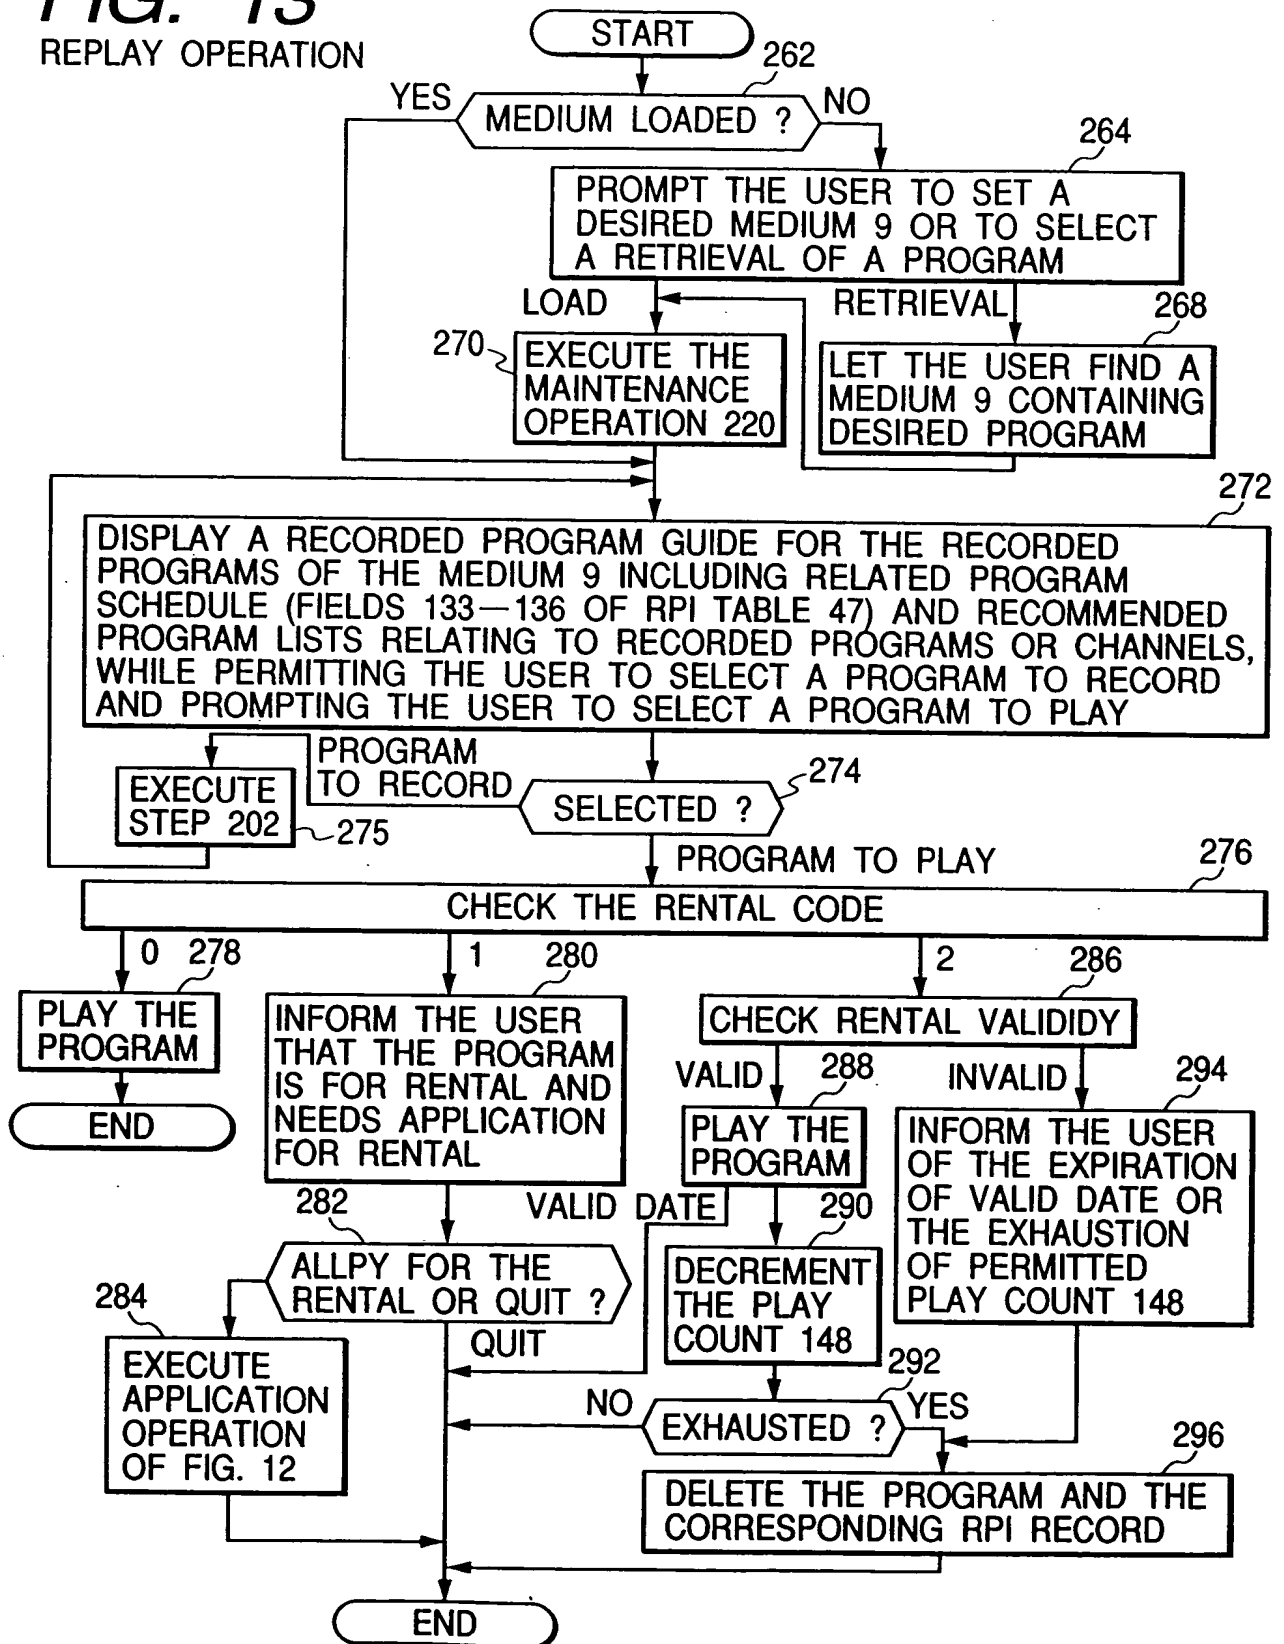 FIG. 13
REPLAY OPERATION
START
262
YES
MEDIUM LOADED ?
NO
264
PROMPT THE USER TO SET A
DESIRED MEDIUM 9 OR TO SELECT
A RETRIEVAL OF A PROGRAM
LOAD
RETRIEVAL
268
270
EXECUTE THE
MAINTENANCE
OPERATION 220
LET THE USER FIND A
MEDIUM 9 CONTAINING
DESIRED PROGRAM
272
DISPLAY A RECORDED PROGRAM GUIDE FOR THE RECORDED
PROGRAMS OF THE MEDIUM 9 INCLUDING RELATED PROGRAM
SCHEDULE (FIELDS 133—136 OF RPI TABLE 47) AND RECOMMENDED
PROGRAM LISTS RELATING TO RECORDED PROGRAMS OR CHANNELS,
WHILE PERMITTING THE USER TO SELECT A PROGRAM TO RECORD
AND PROMPTING THE USER TO SELECT A PROGRAM TO PLAY
PROGRAM
TO RECORD
274
SELECTED ?
EXECUTE
STEP 202
275
PROGRAM TO PLAY
276
CHECK THE RENTAL CODE
0
278
1
280
2
286
PLAY THE
PROGRAM
END
INFORM THE USER
THAT THE PROGRAM
IS FOR RENTAL AND
NEEDS APPLICATION
FOR RENTAL
CHECK RENTAL VALIDIDY
VALID
288
INVALID
294
PLAY THE
PROGRAM
INFORM THE USER
OF THE EXPIRATION
OF VALID DATE OR
THE EXHAUSTION
OF PERMITTED
PLAY COUNT 148
282
VALID DATE
290
ALLPY FOR THE
RENTAL OR QUIT ?
DECREMENT
THE PLAY
COUNT 148
284
QUIT
EXECUTE
APPLICATION
OPERATION
OF FIG. 12
292
NO
EXHAUSTED ?
YES
296
DELETE THE PROGRAM AND THE
CORRESPONDING RPI RECORD
END